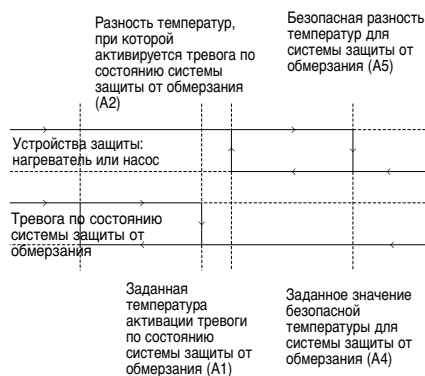 Разность температур,
при которой
активируется тревога по
состоянию системы
защиты от обмерзания
(A2)
Безопасная разность
температур для
системы защиты от
обмерзания (A5)
Устройства защиты:
нагреватель или насос
Тревога по состоянию
системы защиты от
обмерзания
Заданная
температура
активации тревоги
по состоянию
системы защиты от
обмерзания (A1)
Заданное значение
безопасной
температуры для
системы защиты от
обмерзания (A4)